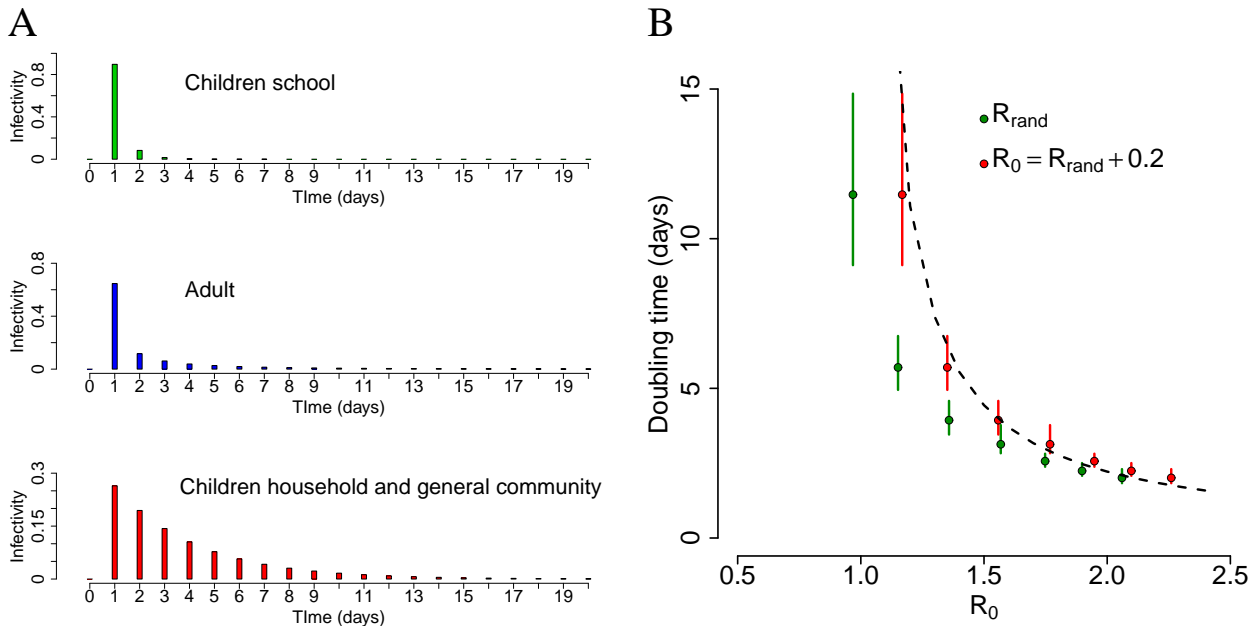 A
Infectivity
0 0.4 0.8
Children school
0 1 2 3 4 5 6 7 8 9 11 13 15 17 19
TIme (days)
Infectivity
0 0.4 0.8
Adult
0 1 2 3 4 5 6 7 8 9 11 13 15 17 19
TIme (days)
Infectivity
0 0.15 0.3
Children household and general community
0 1 2 3 4 5 6 7 8 9 11 13 15 17 19
TIme (days)
B
Doubling time (days)
0 5 10 15
R_rand
R_0 = R_rand + 0.2
0.5 1.0 1.5 2.0 2.5
R_0